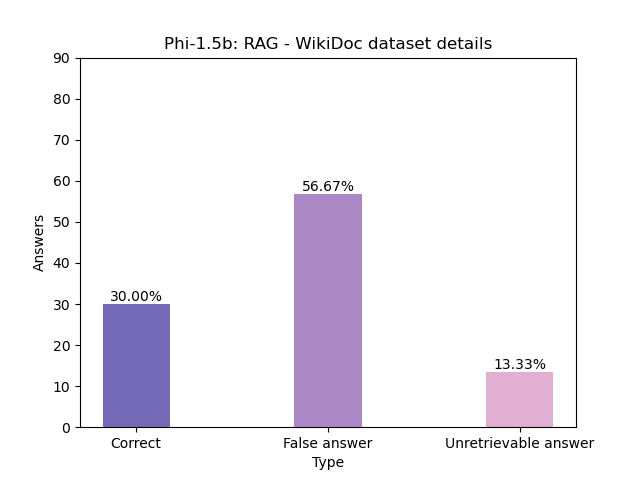 Phi-1.5b: RAG - WikiDoc dataset details
90
80
70
60
50
40
30
20
10
0
Answers
30.00%
56.67%
13.33%
Correct
False answer
Unretrievable answer
Type